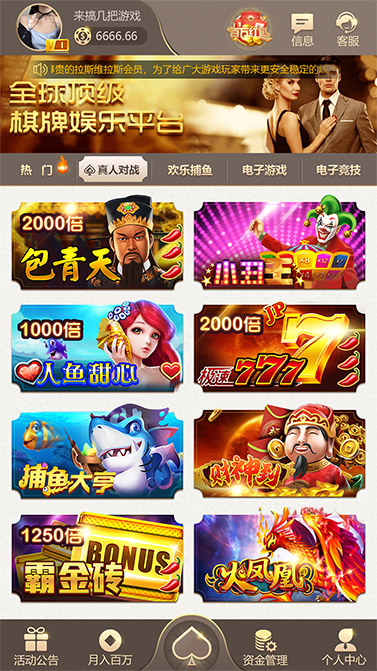 来搞几把游戏
V 1
6666.66
百万红包
信息
客服
尊贵的拉斯维拉斯会员，为了给广大游戏玩家带来更安全稳定的
全球顶级
棋牌娱乐平台
热 门
真人对战
欢乐捕鱼
电子游戏
电子竞技
2000倍
包青天
小丑王
1000倍
人鱼甜心
2000倍
JP
极速777
捕鱼大亨
财神到
1250倍
BONUS
霸金砖
火凤凰
活动公告
月入百万
资金管理
个人中心